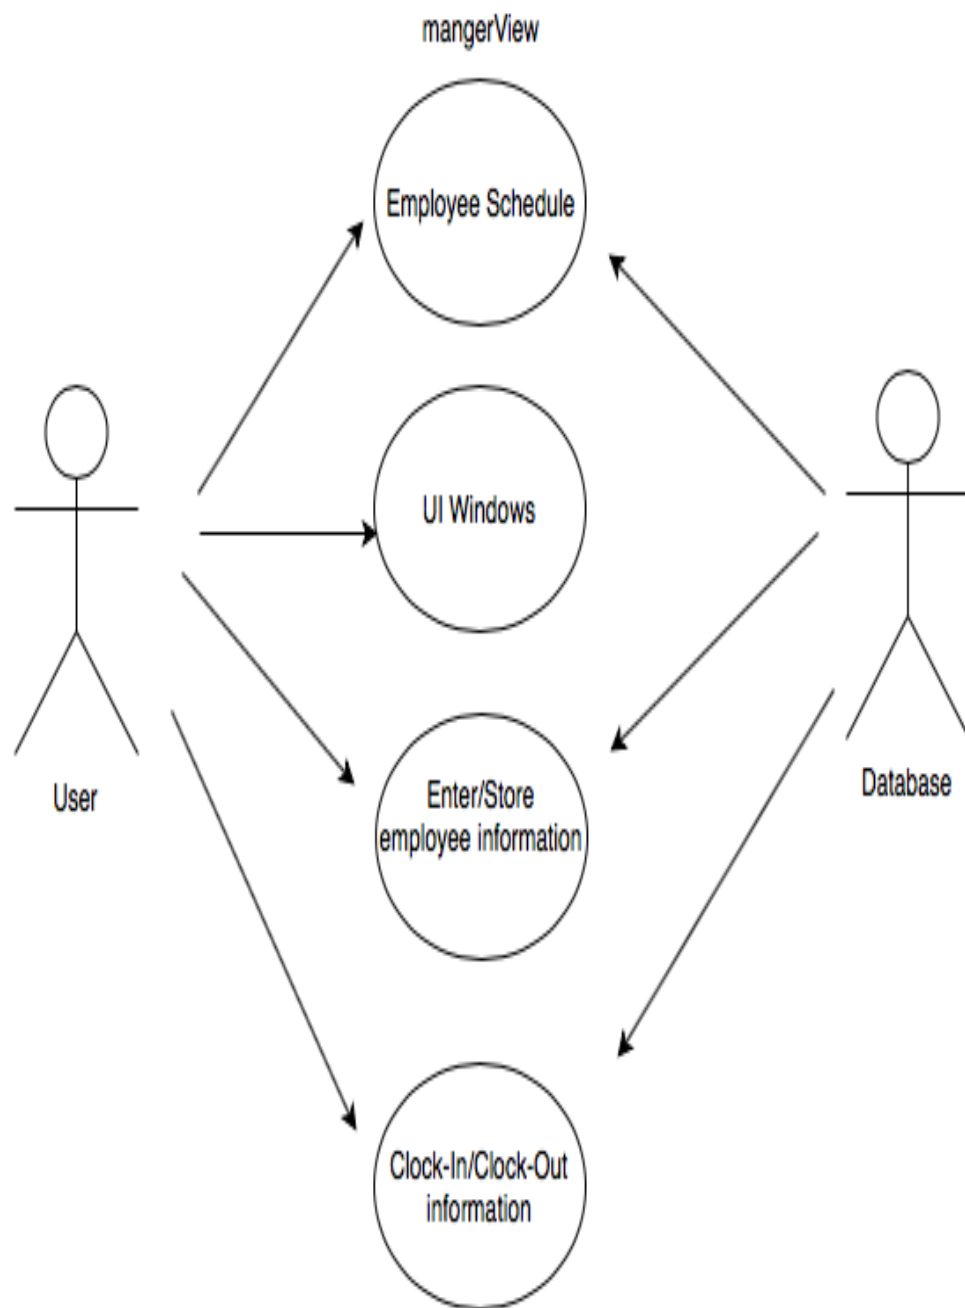 mangerView
Employee Schedule
UI Windows
User
Database
Enter/Store
employee information
Clock-In/Clock-Out
information